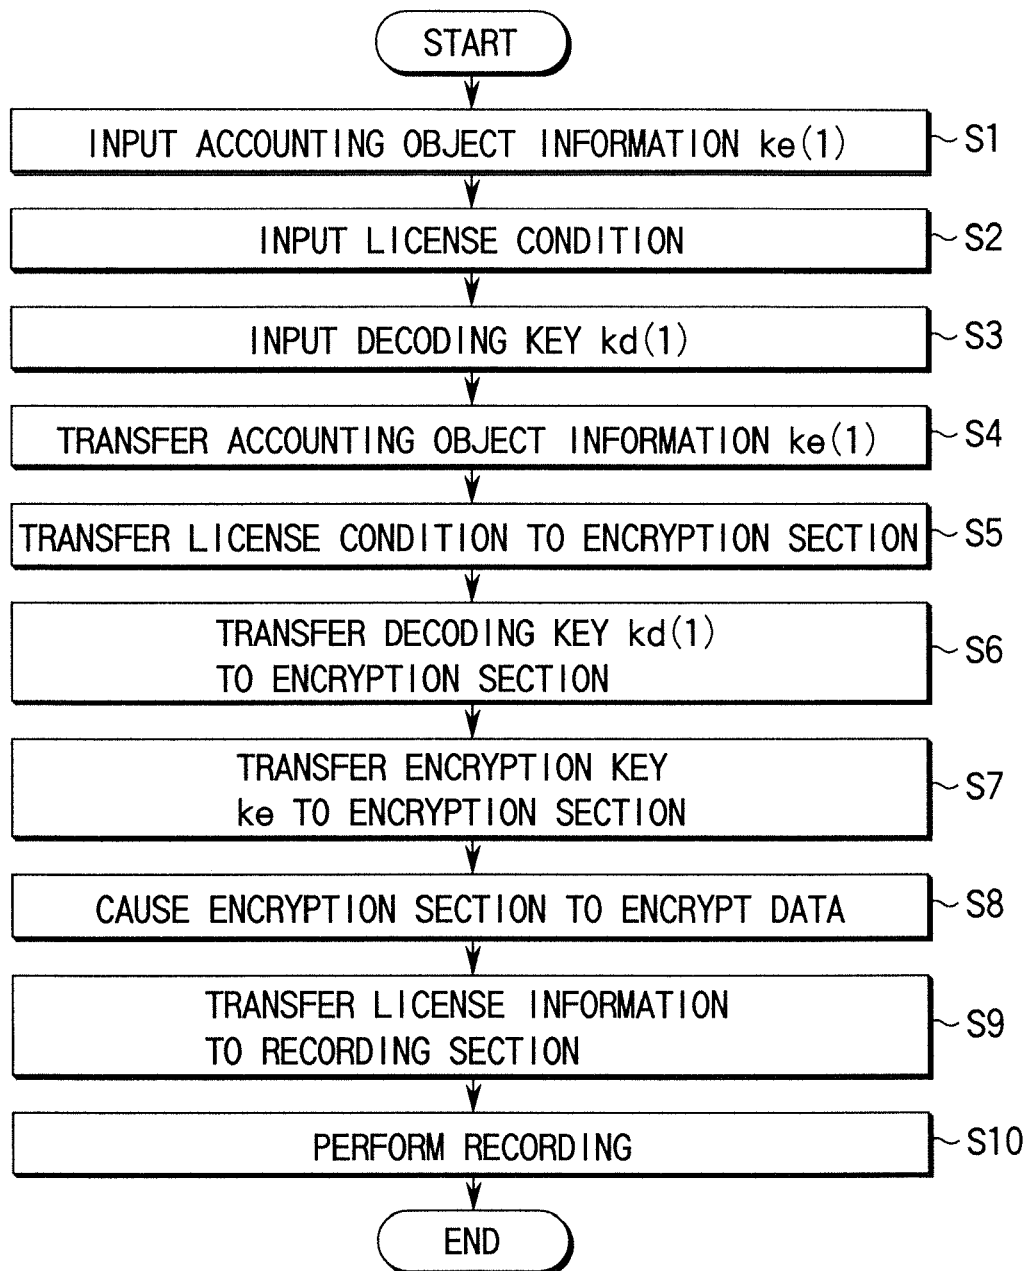 START
INPUT ACCOUNTING OBJECT INFORMATION ke(1)
S1
INPUT LICENSE CONDITION
S2
INPUT DECODING KEY kd(1)
S3
TRANSFER ACCOUNTING OBJECT INFORMATION ke(1)
S4
TRANSFER LICENSE CONDITION TO ENCRYPTION SECTION
S5
TRANSFER DECODING KEY kd(1)
TO ENCRYPTION SECTION
S6
TRANSFER ENCRYPTION KEY
ke TO ENCRYPTION SECTION
S7
CAUSE ENCRYPTION SECTION TO ENCRYPT DATA
S8
TRANSFER LICENSE INFORMATION
TO RECORDING SECTION
S9
PERFORM RECORDING
S10
END